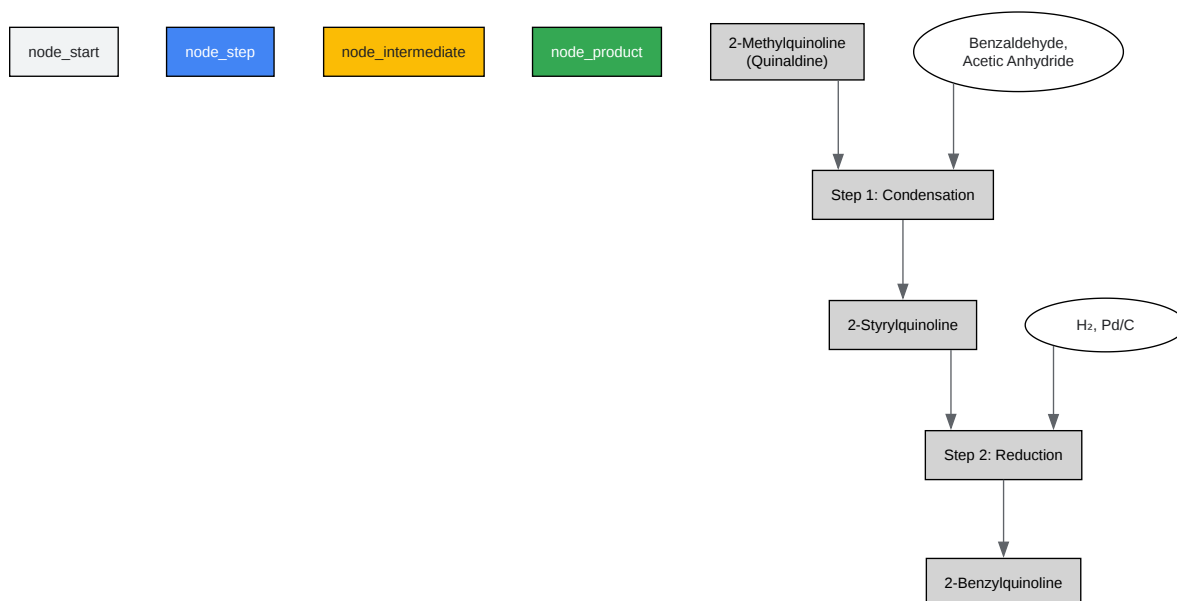 node_start
node_step
node_intermediate
node_product
2-Methylquinoline
(Quinaldine)
Benzaldehyde,
Acetic Anhydride
Step 1: Condensation
2-Styrylquinoline
H₂, Pd/C
Step 2: Reduction
2-Benzylquinoline